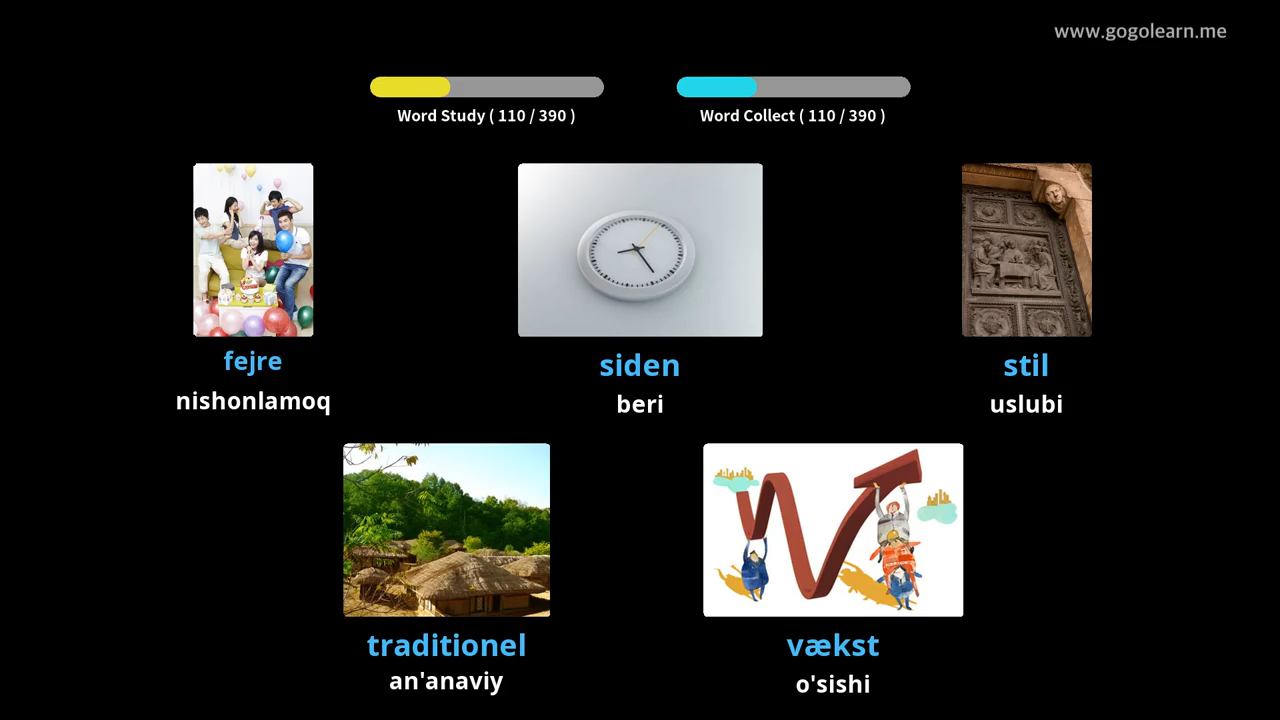 www.gogolearn.me
Word Study ( 110 / 390 )
Word Collect ( 110 / 390 )
fejre
nishonlamoq
siden
beri
stil
uslubi
traditionel
an'anaviy
vækst
o'sishi